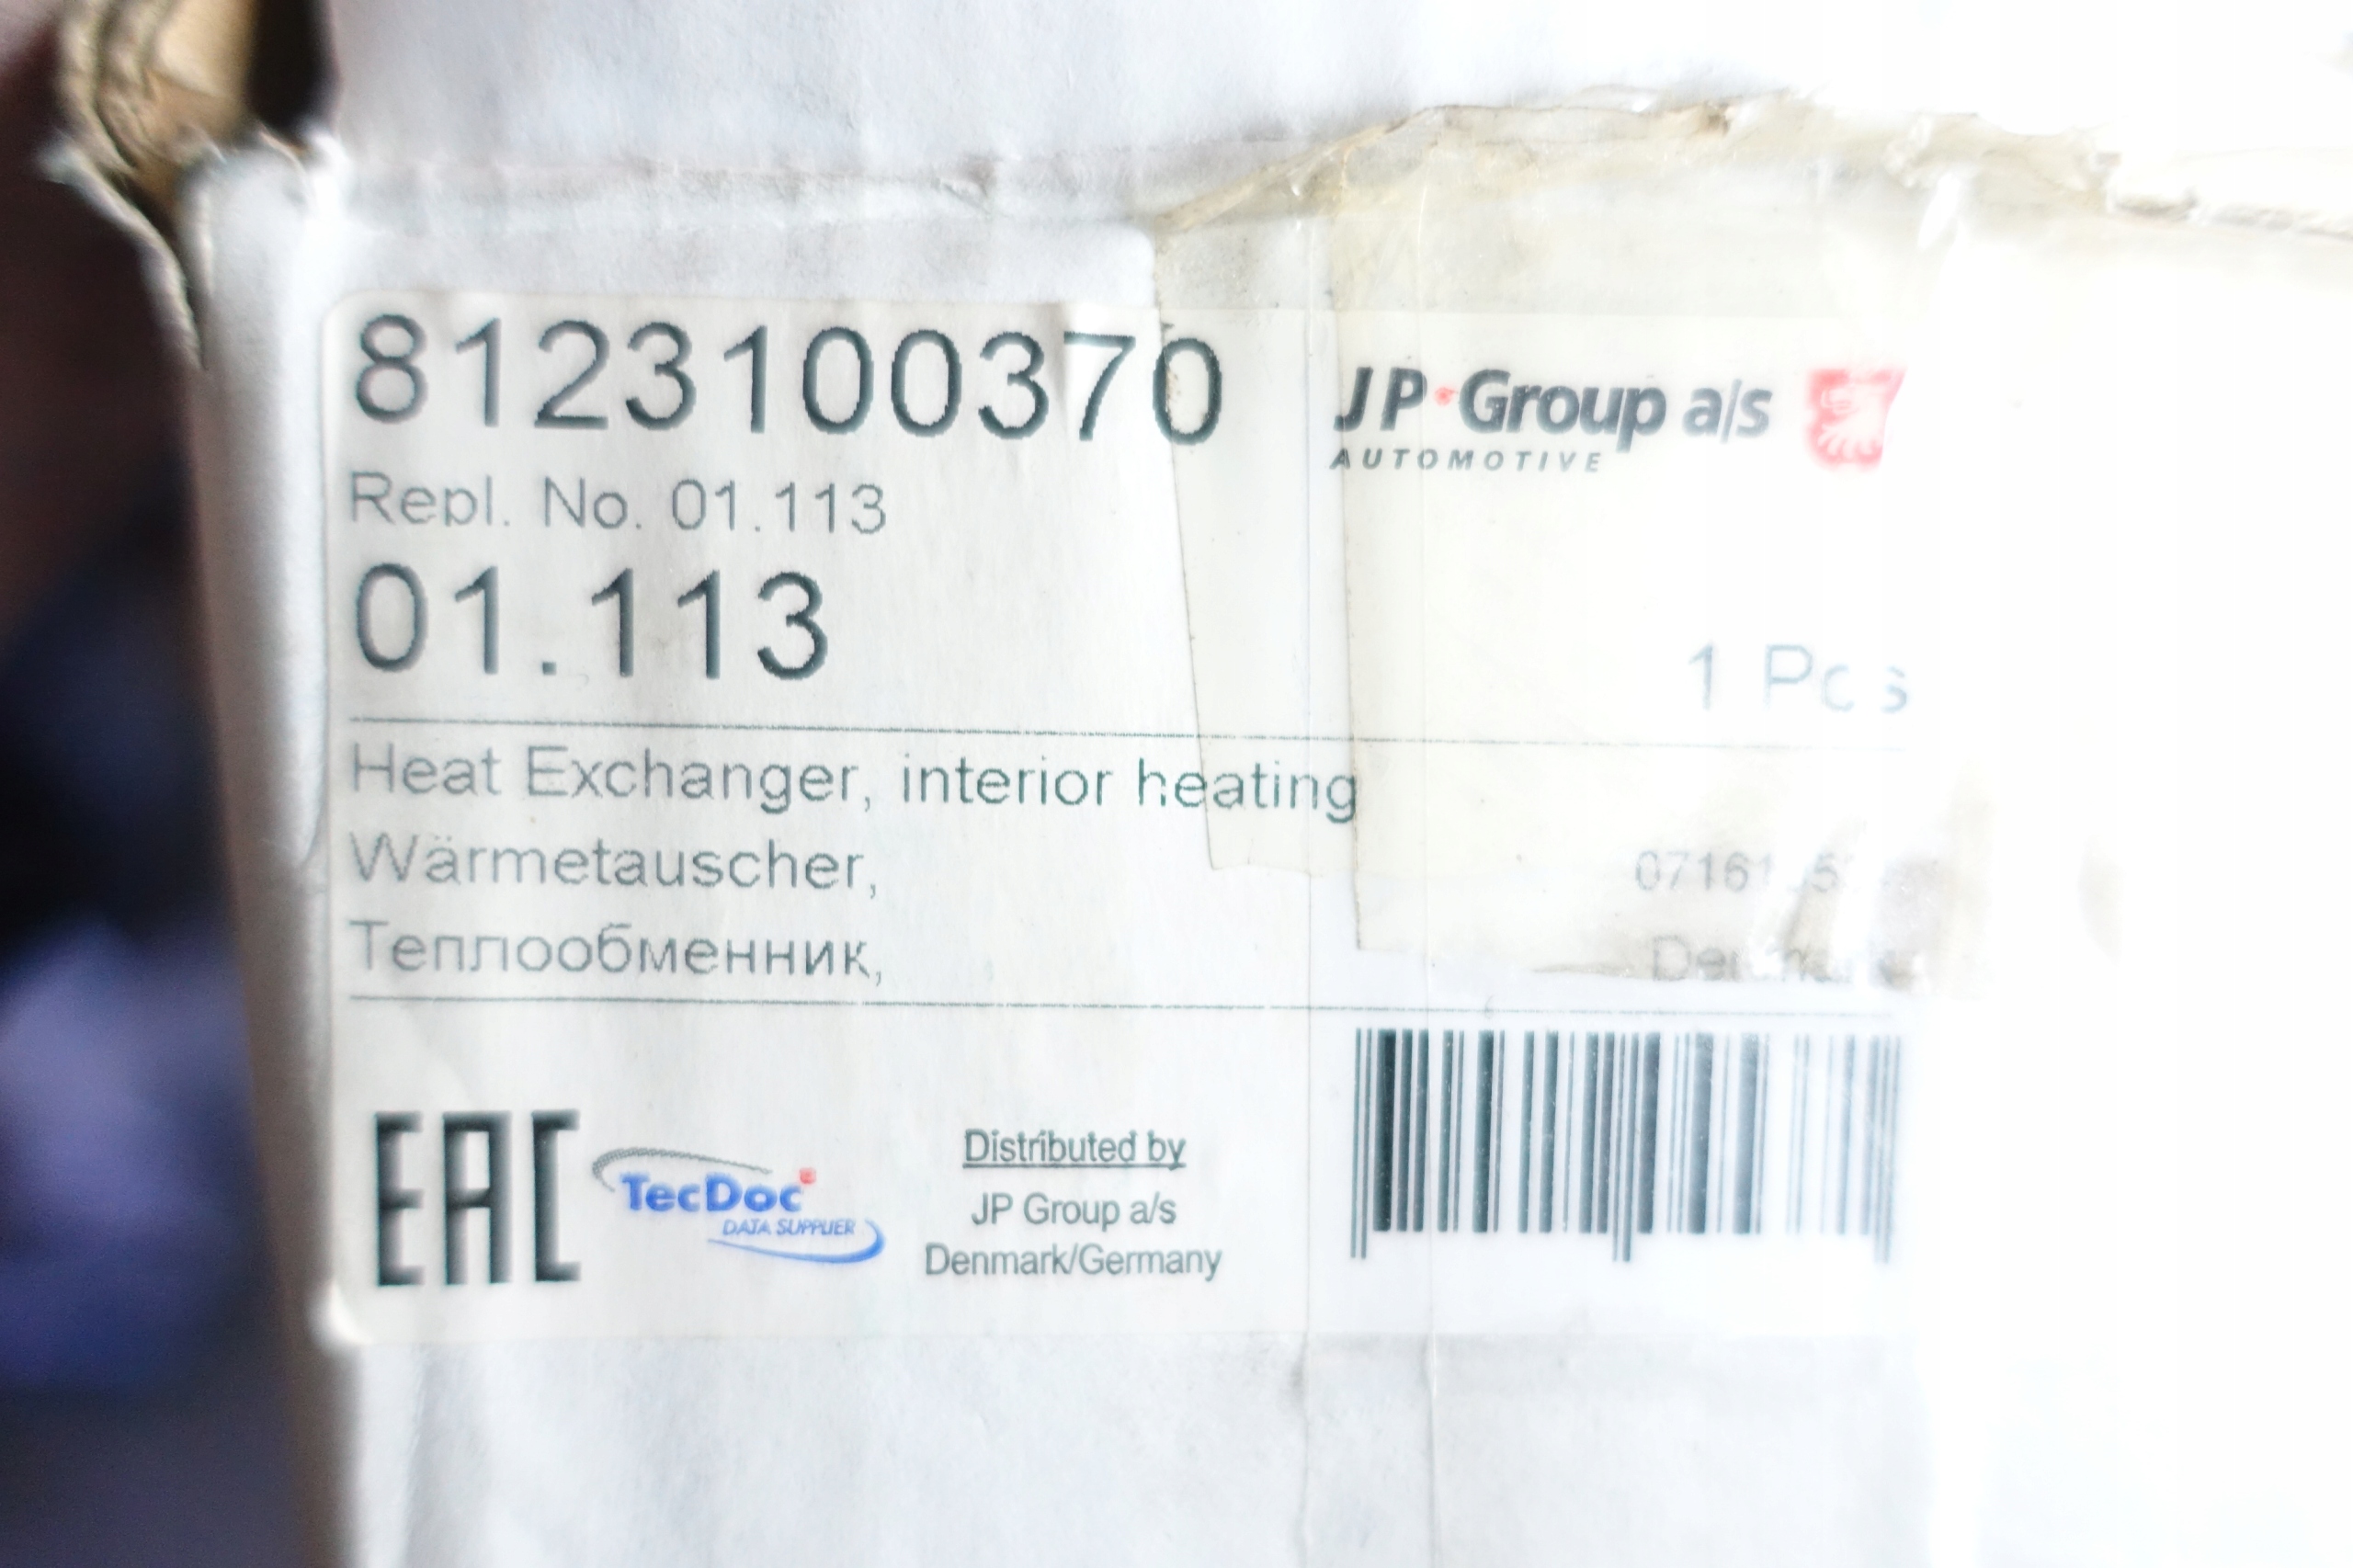 8123100370
JP Group a/s
AUTOMOTIVE
Repl. No. 01.113
01.113
1 Pcs
Heat Exchanger, interior heating
Wärmetauscher,
Теплообменник,
EAC
TecDoc
DATA SUPPLIER
Distributed by
JP Group a/s
Denmark/Germany